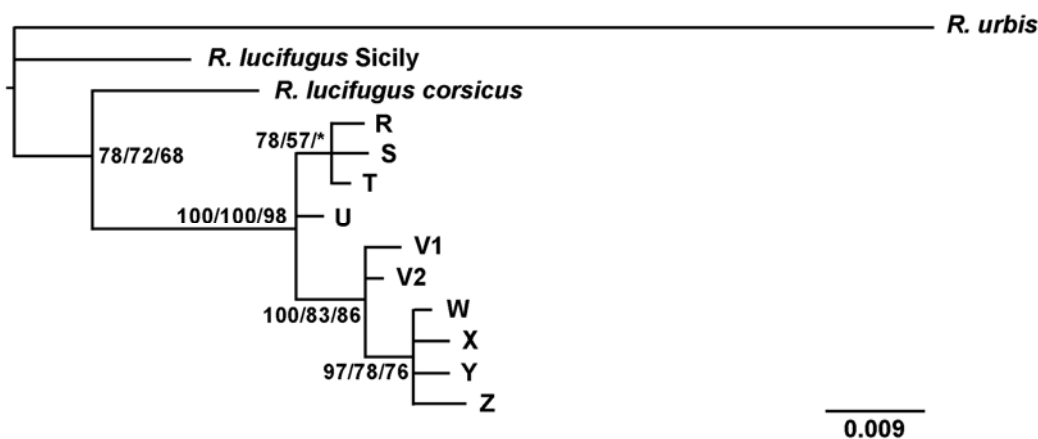 R. urbis
R. lucifugus Sicily
R. lucifugus corsicus
R
78/57/*
S
78/72/68
T
100/100/98
U
V1
V2
100/83/86
W
X
97/78/76
Y
Z
0.009